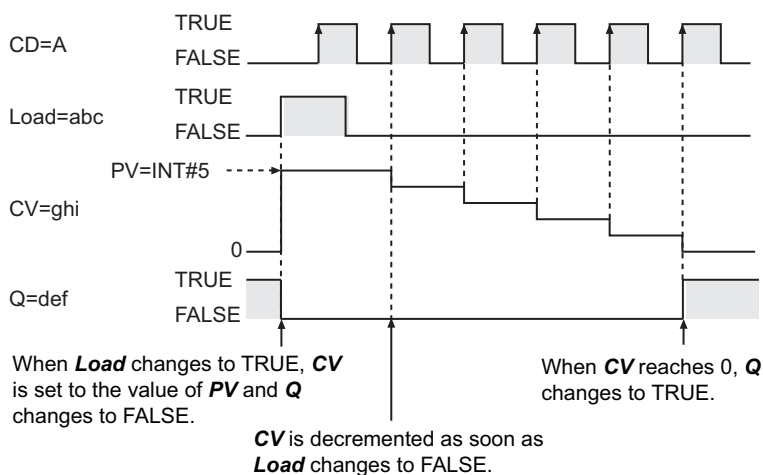 TRUE
CD=A
FALSE
TRUE
Load=abc
FALSE
PV=INT#5
CV=ghi
0
TRUE
Q=def
FALSE
When Load changes to TRUE, CV
is set to the value of PV and Q
changes to FALSE.
When CV reaches 0, Q
changes to TRUE.
CV is decremented as soon as
Load changes to FALSE.